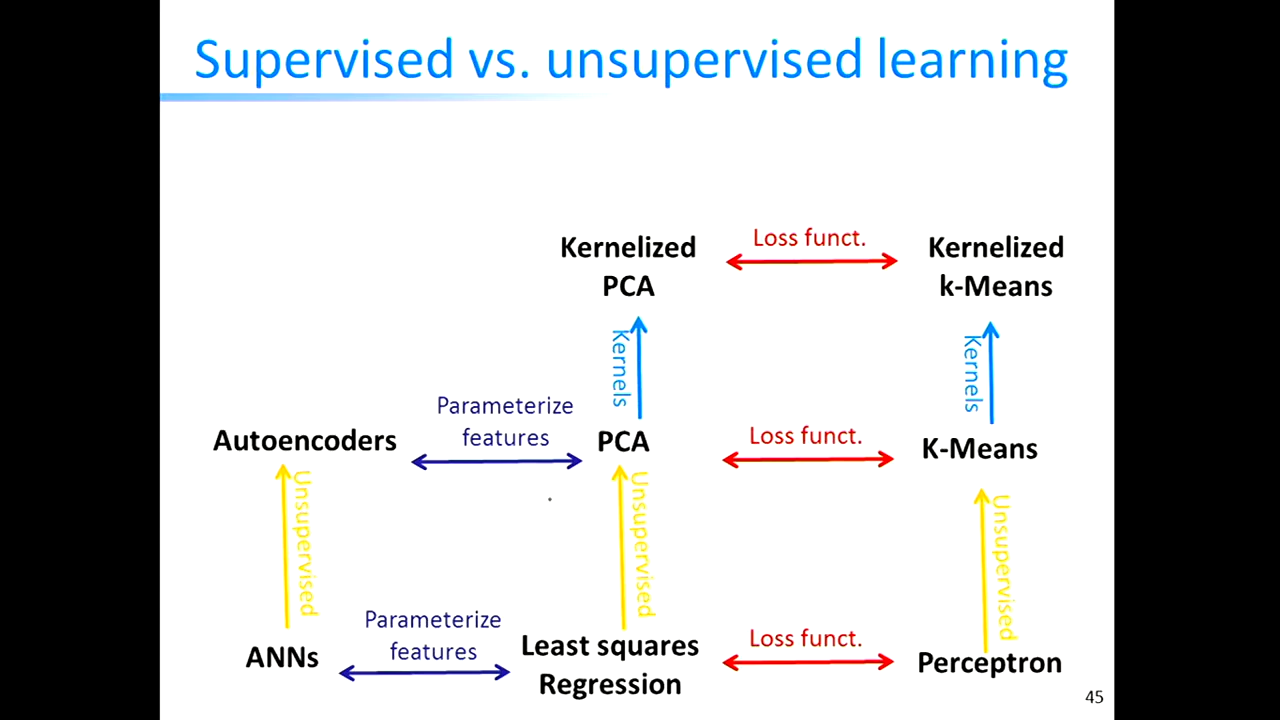 Supervised vs. unsupervised learning
Kernelized
PCA
Loss funct.
Kernelized
k-Means
Kernels
Kernels
Autoencoders
Parameterize
features
PCA
Loss funct.
K-Means
Unsupervised
Unsupervised
Unsupervised
ANNs
Parameterize
features
Least squares
Regression
Loss funct.
Perceptron
45